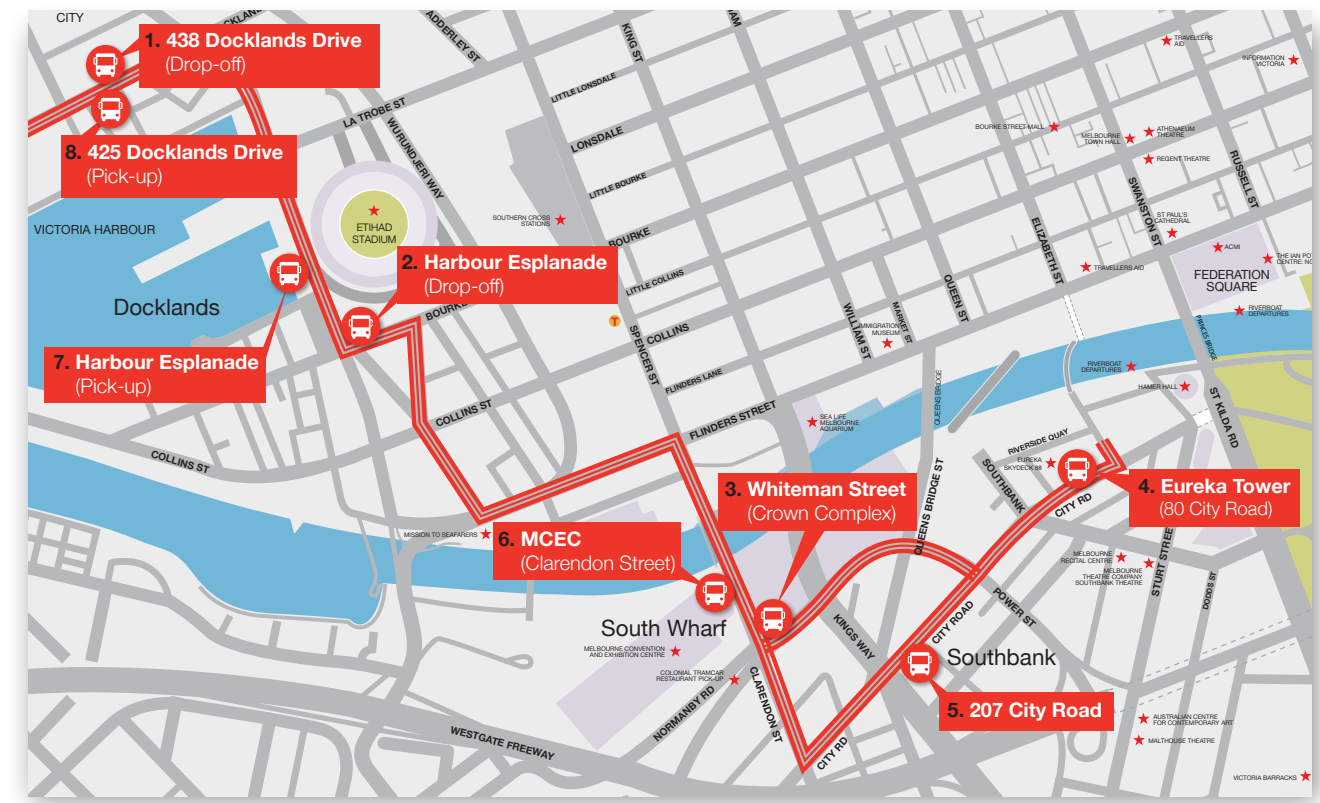 CITY
DOCKLAN
ADDERLEY ST
KING ST
AM
1. 438 Docklands Drive
(Drop-off)
8. 425 Docklands Drive
(Pick-up)
VICTORIA HARBOUR
Docklands
7. Harbour Esplanade
(Pick-up)
2. Harbour Esplanade
(Drop-off)
LA TROBE ST
WURUNDJERI WAY
ETIHAD
STADIUM
SOUTHERN CROSS
STATIONS
LITTLE LONSDALE
LONSDALE
LITTLE BOURKE
BOURKE
LITTLE COLLINS
COLLINS
FLINDERS LANE
FLINDERS STREET
SPENCER ST
T
BOURKE
COLLINS ST
COLLINS ST
TRAVELLERS
AID
INFORMATION
VICTORIA
BOURKE STREET MALL
MELBOURNE
TOWN HALL
ATHENAEUM
THEATRE
REGENT THEATRE
RUSSELL ST
SWANSTON ST
ST PAUL'S
CATHEDRAL
ELIZABETH ST
TRAVELLERS AID
ACMI
THE IAN PO
CENTRE: NG
FEDERATION
SQUARE
RIVERBOAT
DEPARTURES
PRINCES BRIDGE
QUEEN ST
MARKET ST
WILLIAM ST
IMMIGRATION
MUSEUM
RIVERBOAT
DEPARTURES
HAMER HALL
ST KILDA RD
QUEENS BRIDGE
SEA LIFE
MELBOURNE
AQUARIUM
RIVERSIDE QUAY
EUREKA
SKYDECK 88
SOUTHBANK
CITY RD
4. Eureka Tower
(80 City Road)
3. Whiteman Street
(Crown Complex)
QUEENS BRIDGE ST
6. MCEC
(Clarendon Street)
MISSION TO SEAFARERS
South Wharf
MELBOURNE CONVENTION
AND EXHIBITION CENTRE
COLONIAL TRAMCAR
RESTAURANT PICK-UP
NORMANBY RD
CLARENDON ST
KINGS WAY
CITY ROAD
POWER ST
Southbank
5. 207 City Road
CITY RD
WESTGATE FREEWAY
MELBOURNE
RECITAL CENTRE
MELBOURNE
THEATRE COMPANY
SOUTHBANK THEATRE
STURT STREE
DODDS ST
AUSTRALIAN CENTRE
FOR CONTEMPORARY ART
MALTHOUSE THEATRE
VICTORIA BARRACKS